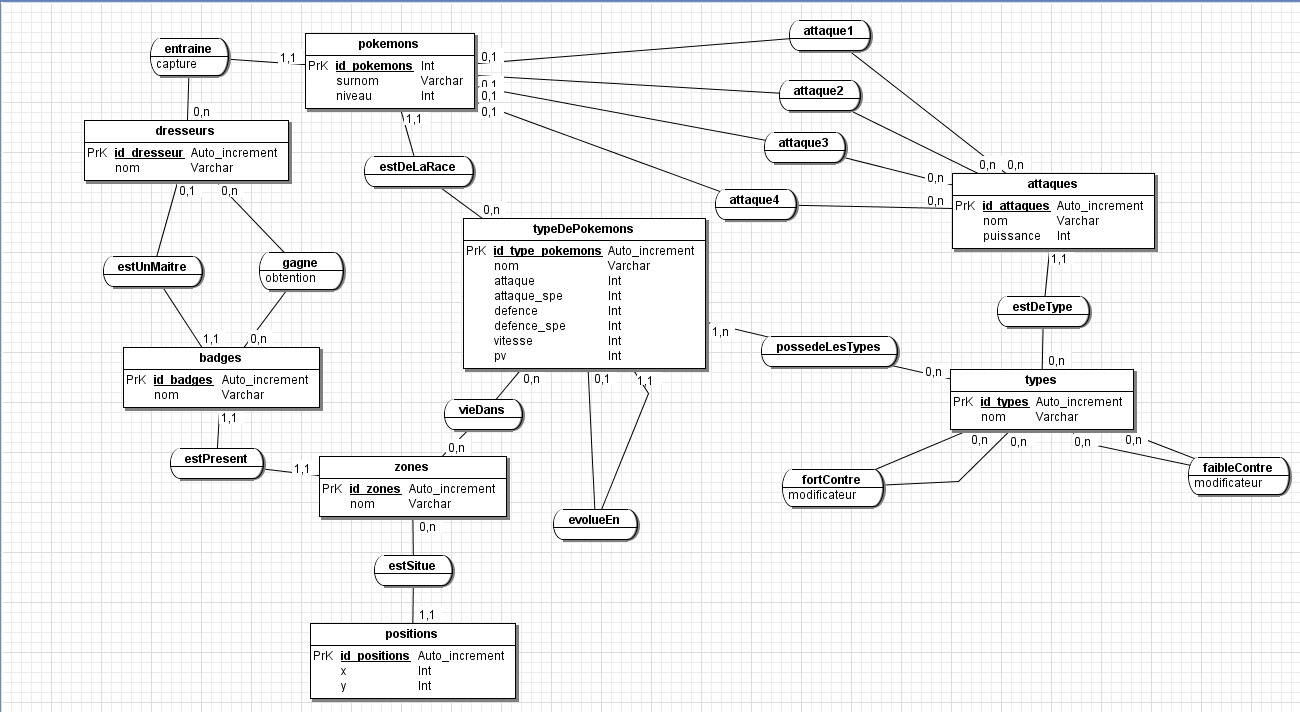 entraine
capture
1,1
0,n
pokemons
PrK id_pokemons Int
surnom Varchar
niveau Int
0,1
0,1
0,1
0,1
1,1
attaque1
attaque2
attaque3
attaque4
0,n 0,n
0,n
0,n
dresseurs
PrK id_dresseur Auto_increment
nom Varchar
0,1 0,n
estDeLaRace
0,n
attaques
PrK id_attaques Auto_increment
nom Varchar
puissance Int
1,1
estUnMaitre
gagne
obtention
1,1 0,n
typeDePokemons
PrK id_type_pokemons Auto_increment
nom Varchar
attaque Int
attaque_spe Int
defence Int
defence_spe Int
vitesse Int
pv Int
1,n
0,n 0,1 1,1
estDeType
0,n
possedeLesTypes
0,n
badges
PrK id_badges Auto_increment
nom Varchar
1,1
types
PrK id_types Auto_increment
nom Varchar
0,n 0,n 0,n 0,n
vieDans
0,n
estPresent
1,1
zones
PrK id_zones Auto_increment
nom Varchar
0,n
fortContre
modificateur
faibleContre
modificateur
evolueEn
estSitue
1,1
positions
PrK id_positions Auto_increment
x Int
y Int